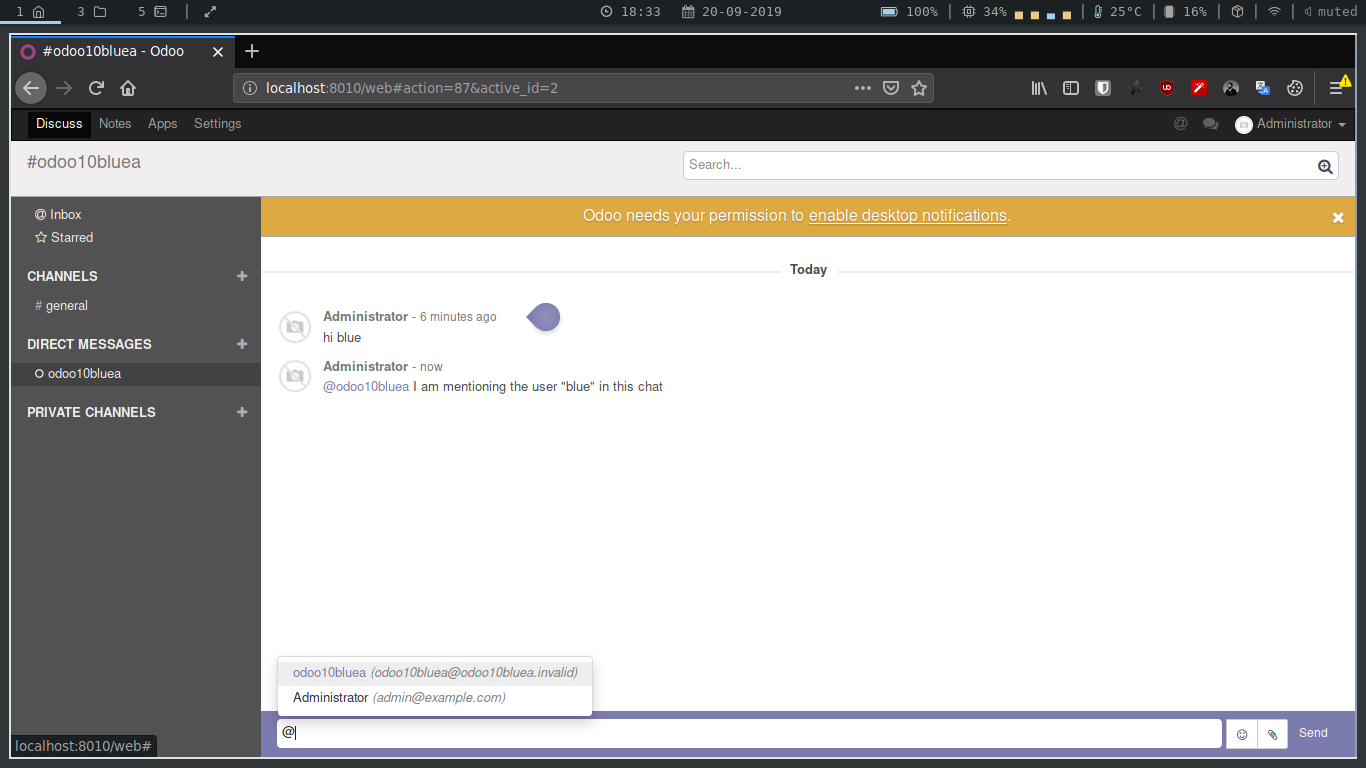 1 3 5 18:33 20-09-2019 100% 34% 25°C 16% muted
#odoo10bluea - Odoo
localhost:8010/web#action=87&active_id=2
Discuss Notes Apps Settings @ Administrator
#odoo10bluea Search...
@ Inbox
Odoo needs your permission to enable desktop notifications.
Starred
CHANNELS
Today
# general
Administrator - 6 minutes ago
hi blue
DIRECT MESSAGES
Administrator - now
odoo10bluea
@odoo10bluea I am mentioning the user "blue" in this chat
PRIVATE CHANNELS
odoo10bluea (odoo10bluea@odoo10bluea.invalid)
Administrator (admin@example.com)
@ Send
localhost:8010/web#